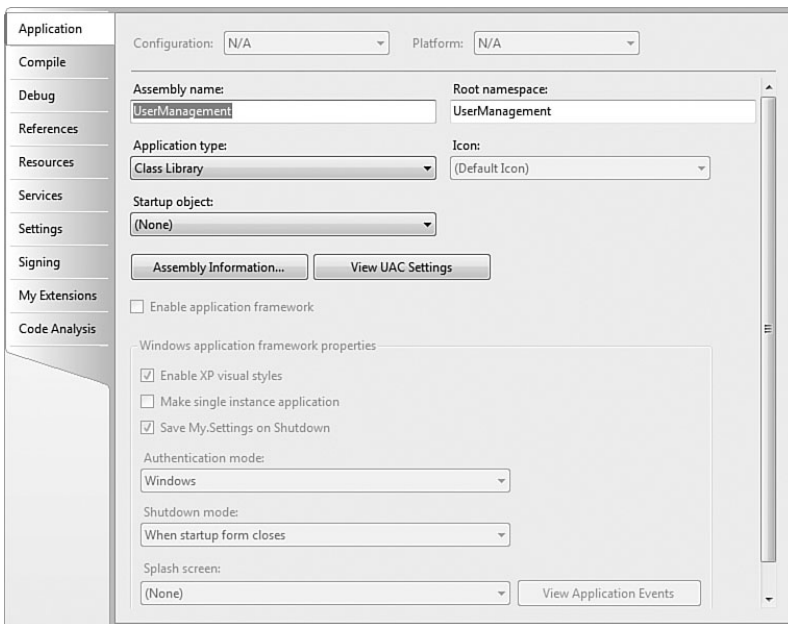 Application
Compile
Debug
References
Resources
Services
Settings
Signing
My Extensions
Code Analysis
Configuration: N/A Platform: N/A
Assembly name: Root namespace:
UserManagement UserManagement
Application type: Icon:
Class Library (Default Icon)
Startup object:
(None)
Assembly Information... View UAC Settings
Enable application framework
Windows application framework properties
Enable XP visual styles
Make single instance application
Save My.Settings on Shutdown
Authentication mode:
Windows
Shutdown mode:
When startup form closes
Splash screen:
(None) View Application Events